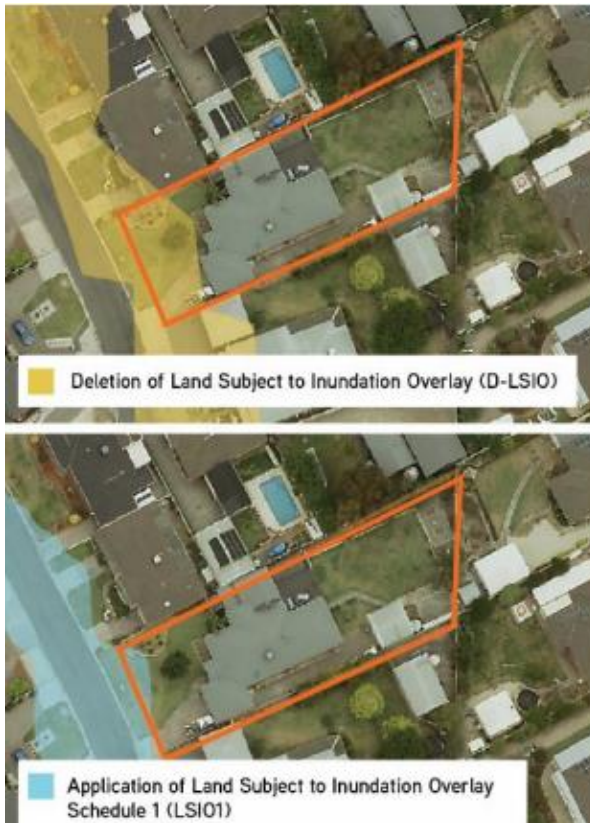 Deletion of Land Subject to Inundation Overlay (D-LSIO)
Application of Land Subject to Inundation Overlay
Schedule 1 (LSIO1)